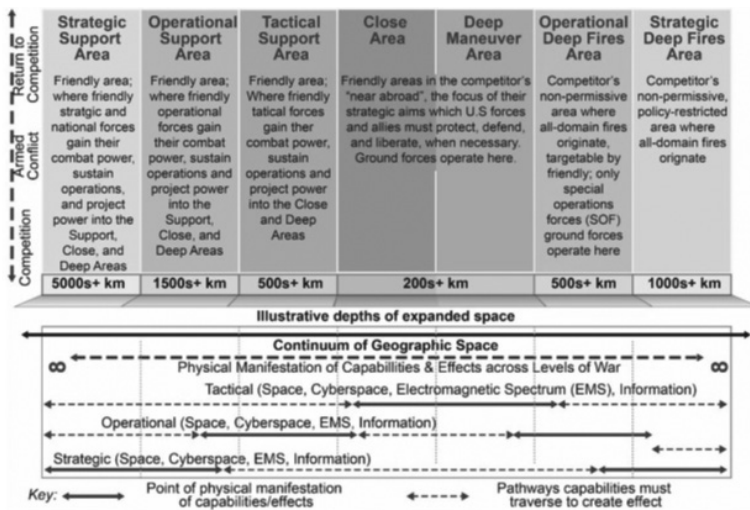 Strategic
Support
Area
Friendly area;
where friendly
stratgic and
national forces
gain their
combat power,
sustain
operations,
and project
power into the
Support,
Close, and
Deep Areas
Operational
Support
Area
Friendly area;
where friendly
operational
forces gain
their combat
power, sustain
operations and
project power
into the
Support,
Close, and
Deep Areas
Tactical
Support
Area
Friendly area;
Where friendly
tatical forces
gain ther
combat power,
sustain
operations and
project power
into the Close
and Deep
Areas
Close
Area
Deep
Maneuver
Area
Friendly areas in the competitor's
"near abroad", the focus of their
strategic aims which U.S forces
and allies must protect, defend,
and liberate, when necessary.
Ground forces operate here.
Operational
Deep Fires
Area
Competitor's
non-permissive
area where
all-domain fires
originate,
targetable by
friendly; only
special
operations
forces (SOF)
ground forces
operate here
Strategic
Deep Fires
Area
Competitor's
non-permissive,
policy-restricted
area where
all-domain fires
orignate
Return to
Competition
Armed
Conflict
Competition
5000s+ km
1500s+ km
500s+ km
200s+ km
500s+ km
1000s+ km
Illustrative depths of expanded space
Continuum of Geographic Space
∞
∞
Physical Manifestation of Capabillities & Effects across Levels of War
Tactical (Space, Cyberspace, Electromagnetic Spectrum (EMS), Information)
Operational (Space, Cyberspace, EMS, Information)
Strategic (Space, Cyberspace, EMS, Information)
Key:
Point of physical manifestation
of capabilities/effects
Pathways capabilities must
traverse to create effect